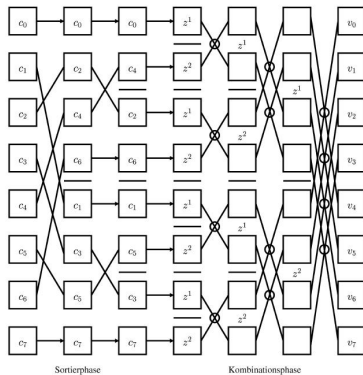 c₀ c₀ c₀ z¹ v₀
z¹
c₁ c₂ c₄ z² v₁
z¹
c₂ c₄ c₂ z¹ v₂
z²
c₃ c₆ c₆ z² v₃
c₄ c₁ c₁ z¹ v₄
z¹
c₅ c₃ c₅ z² v₅
z²
c₆ c₅ c₃ z¹ v₆
z²
c₇ c₇ c₇ z² v₇
Sortierphase Kombinationsphase